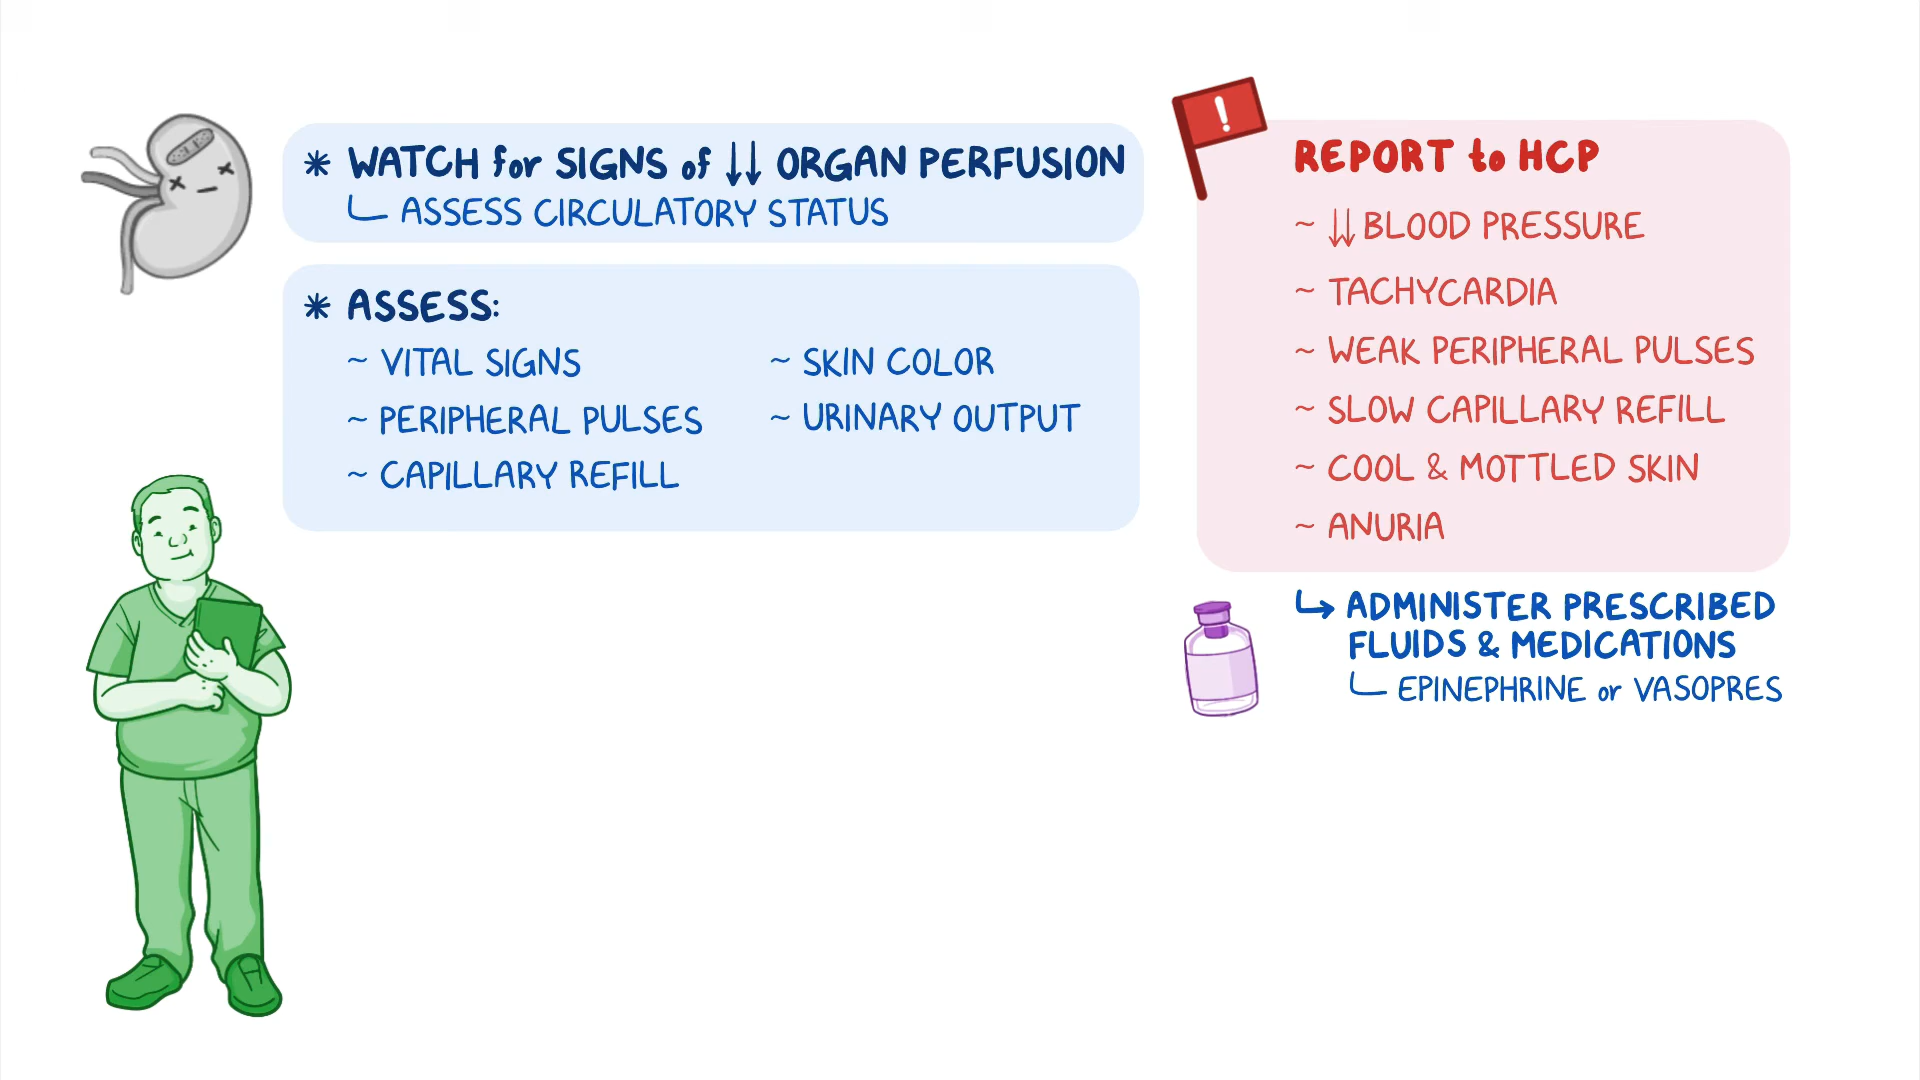 * WATCH for SIGNS of ↓↓ ORGAN PERFUSION
ASSESS CIRCULATORY STATUS
* ASSESS:
~ VITAL SIGNS
~ PERIPHERAL PULSES
~ CAPILLARY REFILL
~ SKIN COLOR
~ URINARY OUTPUT
!
REPORT to HCP
~ ↓↓ BLOOD PRESSURE
~ TACHYCARDIA
~ WEAK PERIPHERAL PULSES
~ SLOW CAPILLARY REFILL
~ COOL & MOTTLED SKIN
~ ANURIA
↳ ADMINISTER PRESCRIBED
FLUIDS & MEDICATIONS
EPINEPHRINE or VASOPRES